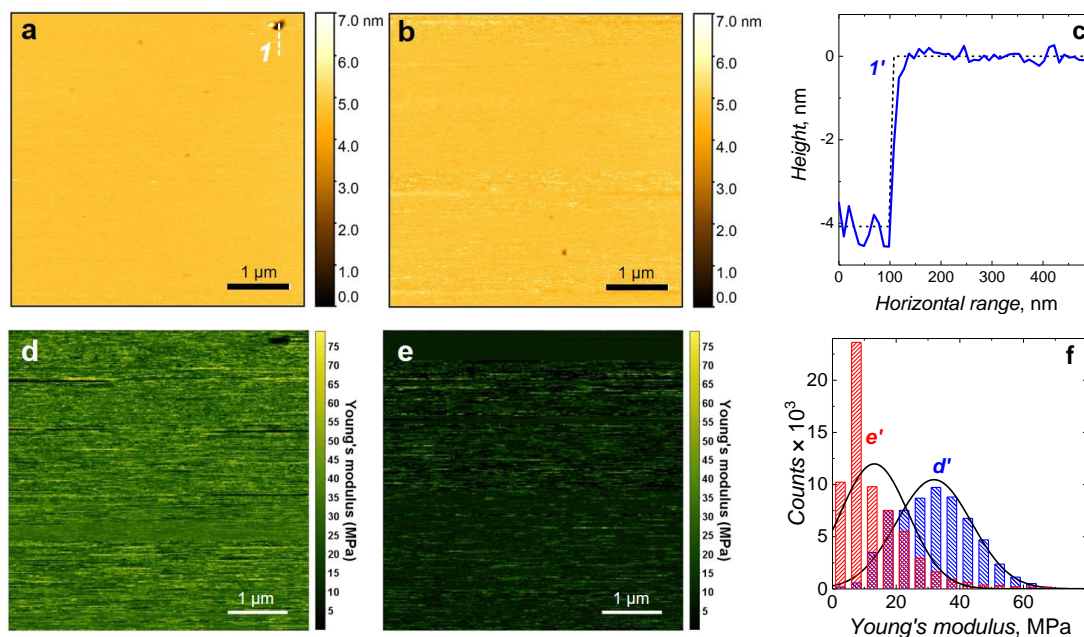 a
1
7.0 nm
6.0
5.0
4.0
3.0
2.0
1.0
0.0
1 µm
b
7.0 nm
6.0
5.0
4.0
3.0
2.0
1.0
0.0
1 µm
c
1'
0
-2
-4
Height, nm
0 100 200 300 400
Horizontal range, nm
d
75
70
65
60
55
50
45
40
35
30
25
20
15
10
5
Young's modulus (MPa)
1 µm
e
75
70
65
60
55
50
45
40
35
30
25
20
15
10
5
Young's modulus (MPa)
1 µm
f
e'
d'
20
15
10
5
0
Counts × 10³
0 20 40 60
Young's modulus, MPa